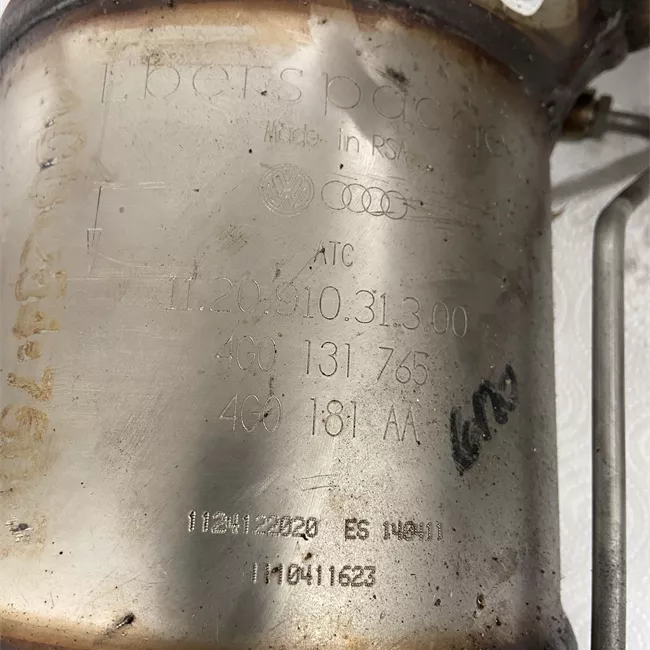 Eberspächer
Made in RSA
ATC
11.20.910.31.3.00
4G0 131 765
4G0 181 AA
1124122020 ES 140411
1110411623